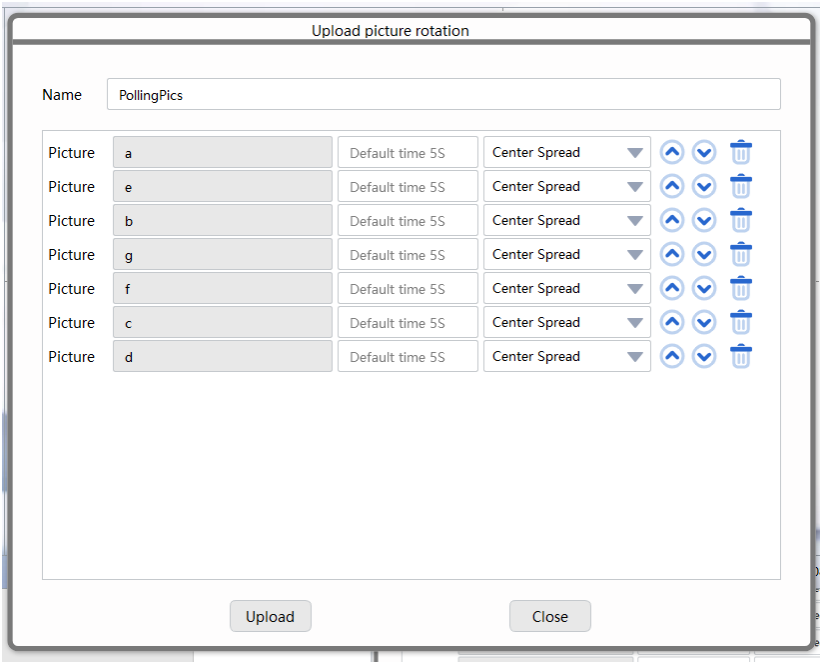 Upload picture rotation
Name PollingPics
Picture a Default time 5S Center Spread
Picture e Default time 5S Center Spread
Picture b Default time 5S Center Spread
Picture g Default time 5S Center Spread
Picture f Default time 5S Center Spread
Picture c Default time 5S Center Spread
Picture d Default time 5S Center Spread
Upload Close